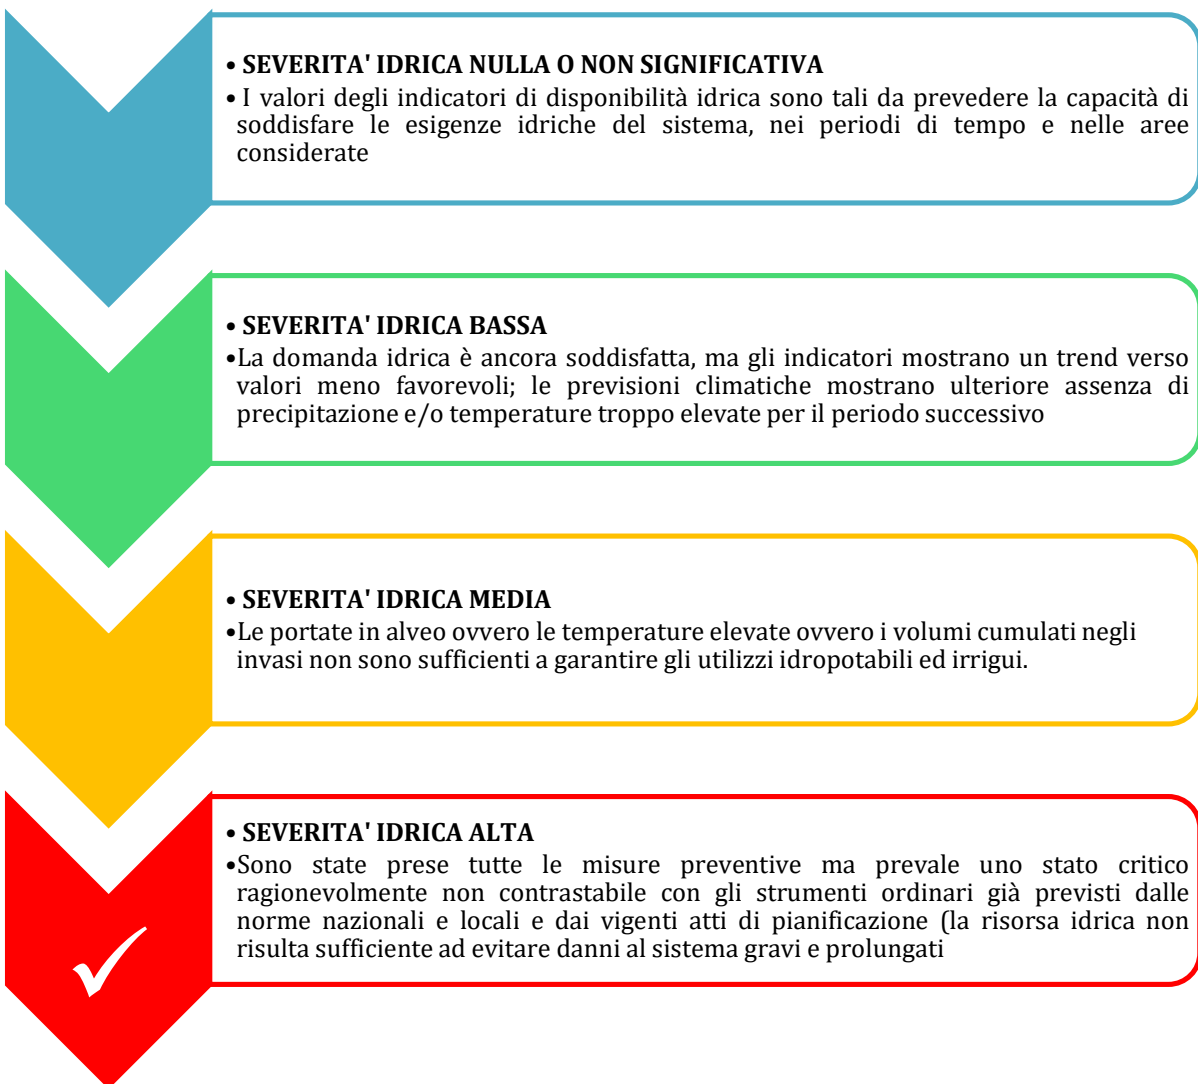 • SEVERITA' IDRICA NULLA O NON SIGNIFICATIVA
• I valori degli indicatori di disponibilità idrica sono tali da prevedere la capacità di
soddisfare le esigenze idriche del sistema, nei periodi di tempo e nelle aree
considerate
• SEVERITA' IDRICA BASSA
•La domanda idrica è ancora soddisfatta, ma gli indicatori mostrano un trend verso
valori meno favorevoli; le previsioni climatiche mostrano ulteriore assenza di
precipitazione e/o temperature troppo elevate per il periodo successivo
• SEVERITA' IDRICA MEDIA
•Le portate in alveo ovvero le temperature elevate ovvero i volumi cumulati negli
invasi non sono sufficienti a garantire gli utilizzi idropotabili ed irrigui.
• SEVERITA' IDRICA ALTA
•Sono state prese tutte le misure preventive ma prevale uno stato critico
ragionevolmente non contrastabile con gli strumenti ordinari già previsti dalle
norme nazionali e locali e dai vigenti atti di pianificazione (la risorsa idrica non
risulta sufficiente ad evitare danni al sistema gravi e prolungati